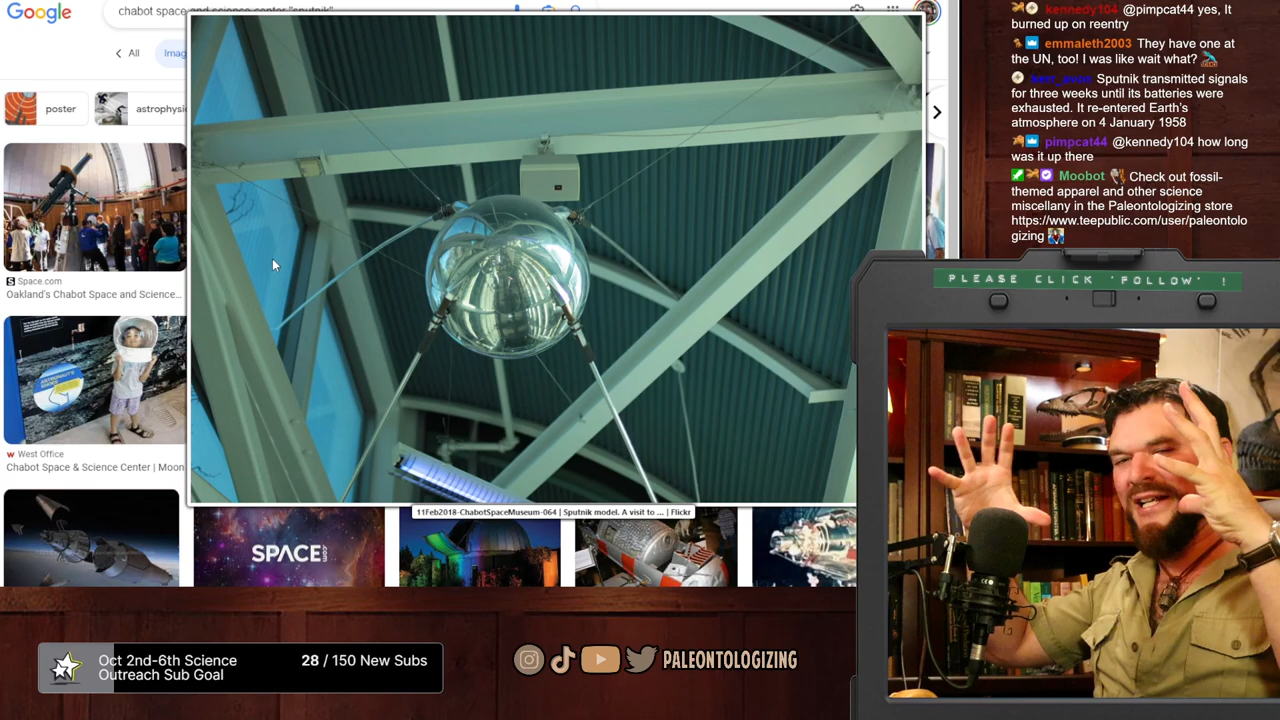 Google
chabot space and science center "sputnik"
All
Imag
poster
astrophysi
Space.com
Oakland's Chabot Space and Science...
ASTRONAUT'S
West Office
Chabot Space & Science Center | Moon
11Feb2018-ChabotSpaceMuseum-064 | Sputnik model. A visit to ... | Flickr
SPACE.com
kennedy104 @pimpcat44 yes, It
burned up on reentry
emmaleth2003 They have one at
the UN, too! I was like wait what?
Sputnik transmitted signals
for three weeks until its batteries were
exhausted. It re-entered Earth's
atmosphere on 4 January 1958
pimpcat44 @kennedy104 how long
was it up there
Moobot Check out fossil-
themed apparel and other science
miscellany in the Paleontologizing store
https://www.teepublic.com/user/paleontolo
gizing
PLEASE CLICK 'FOLLOW' !
Oct 2nd-6th Science
Outreach Sub Goal
28 / 150 New Subs
PALEONTOLOGIZING